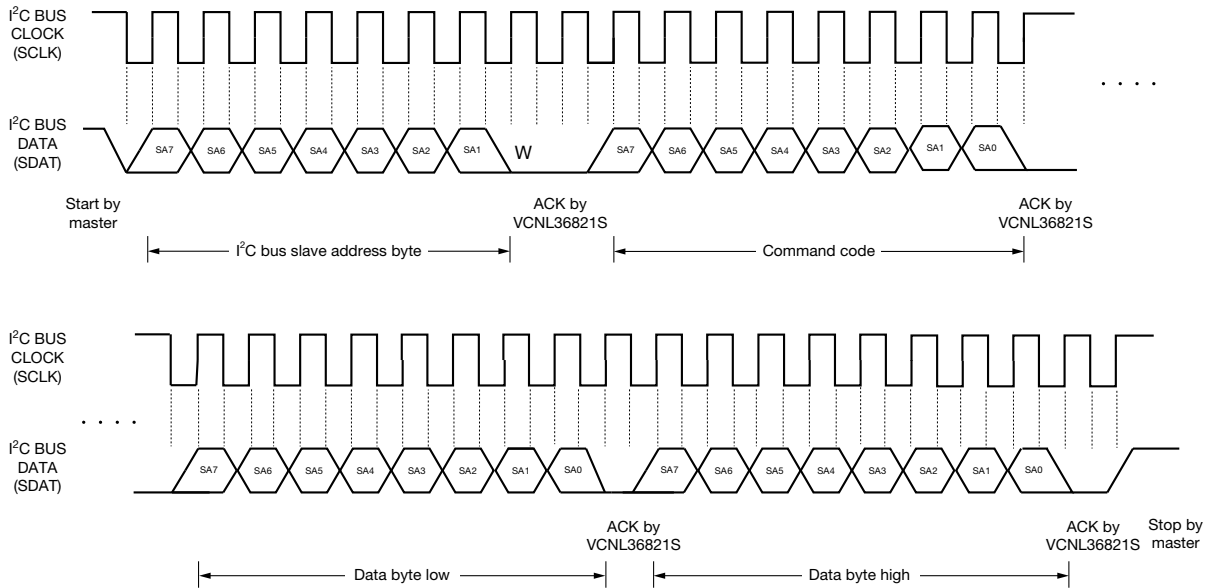 I²C BUS
CLOCK
(SCLK)
. . . .
I²C BUS
DATA
(SDAT)
SA7 SA6 SA5 SA4 SA3 SA2 SA1 W SA7 SA6 SA5 SA4 SA3 SA2 SA1 SA0
Start by
master
ACK by
VCNL36821S
ACK by
VCNL36821S
I²C bus slave address byte
Command code
I²C BUS
CLOCK
(SCLK)
. . . .
I²C BUS
DATA
(SDAT)
SA7 SA6 SA5 SA4 SA3 SA2 SA1 SA0 SA7 SA6 SA5 SA4 SA3 SA2 SA1 SA0
ACK by
VCNL36821S
ACK by
VCNL36821S
Stop by
master
Data byte low
Data byte high